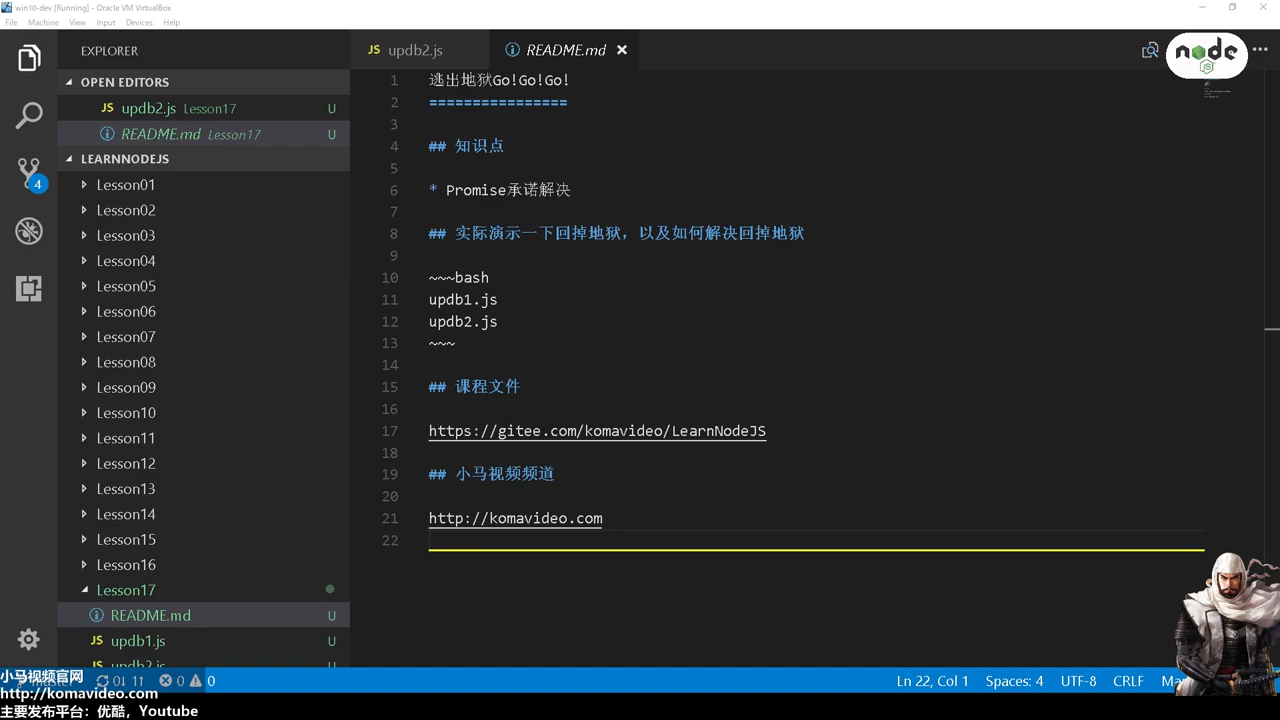 win10-dev [Running] - Oracle VM VirtualBox
File Machine View Input Devices Help
EXPLORER
OPEN EDITORS
JS updb2.js Lesson17 U
README.md Lesson17 U
LEARNNODEJS
Lesson01
Lesson02
Lesson03
Lesson04
Lesson05
Lesson06
Lesson07
Lesson08
Lesson09
Lesson10
Lesson11
Lesson12
Lesson13
Lesson14
Lesson15
Lesson16
Lesson17
README.md U
JS updb1.js U
JS updb2.js U
4
JS updb2.js
README.md
node
JS
1 逃出地狱Go!Go!Go!
2 ================
3
4 ## 知识点
5
6 * Promise承诺解决
7
8 ## 实际演示一下回掉地狱，以及如何解决回掉地狱
9
10 ~~~bash
11 updb1.js
12 updb2.js
13 ~~~
14
15 ## 课程文件
16
17 https://gitee.com/komavideo/LearnNodeJS
18
19 ## 小马视频频道
20
21 http://komavideo.com
22
0↓ 1↑ 0 0
Ln 22, Col 1 Spaces: 4 UTF-8 CRLF
小马视频官网
http://komavideo.com
主要发布平台：优酷，Youtube